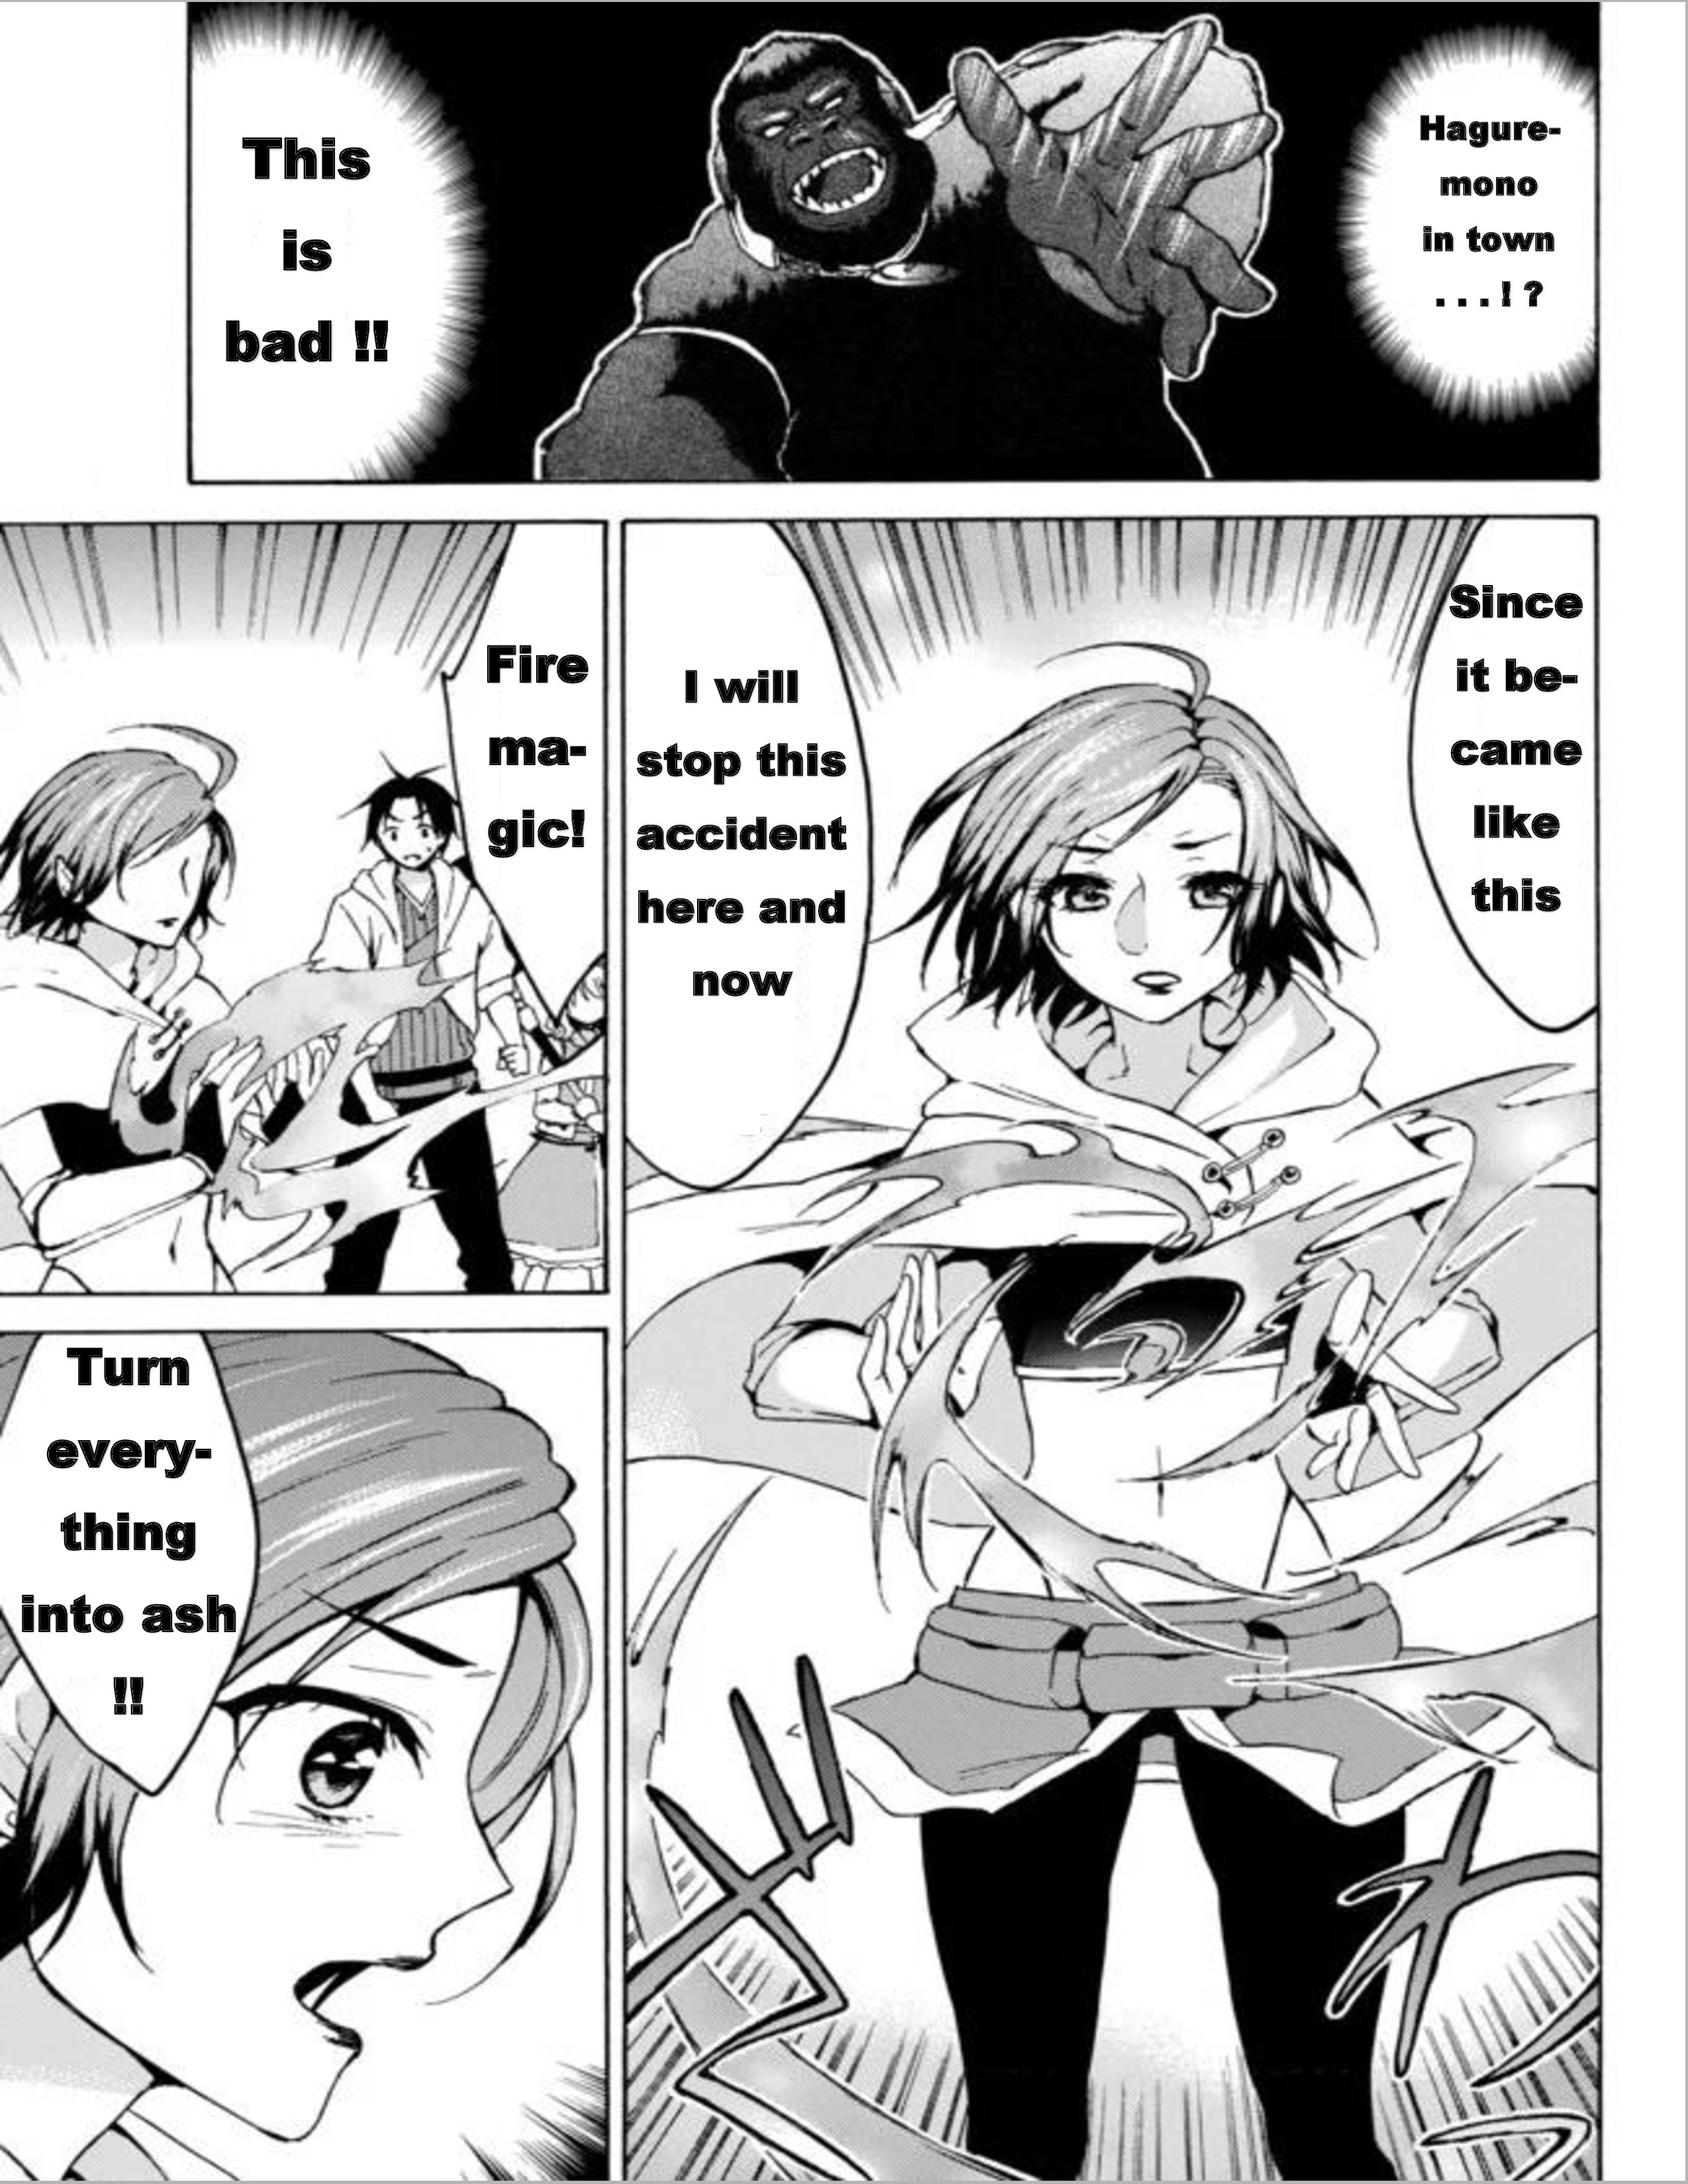 Hagure-
mono
in town
...!?
This
is
bad !!
Since
it be-
came
like
this
I will
stop this
accident
here and
now
Fire
ma-
gic!
Turn
every-
thing
into ash
!!